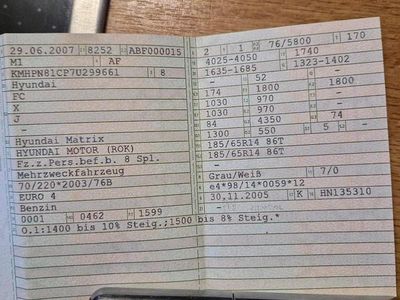 29.06.2007 8252 ABF000015
M1 AF
KMHPN81CP7U299661 8
Hyundai
FC
X
J
-
Hyundai Matrix
HYUNDAI MOTOR (ROK)
Fz.z.Pers.bef.b. 8 Spl.
Mehrzweckfahrzeug
70/220*2003/76B
EURO 4
Benzin
0001 0462 1599
O.1:1400 bis 10% Steig.;1500 bis 8% Steig.*
2 1 76/5800 170
4025-4050 1740
1635-1685 1323-1402
- 52 -
174 1800 1800
1030 970 -
1030 970 -
84 4350 74
1300 550 5 -
185/65R14 86T
185/65R14 86T
-
Grau/Weiß 7/0
e4*98/14*0059*12
30.11.2005 K HN135310
-